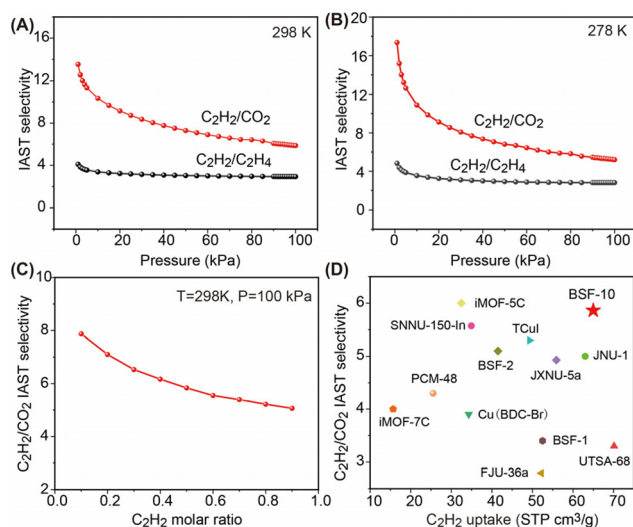 (A)
298 K
IAST selectivity
16
12
8
4
0
C₂H₂/CO₂
C₂H₂/C₂H₄
0 20 40 60 80 100
Pressure (kPa)
(B)
278 K
IAST selectivity
20
16
12
8
4
0
C₂H₂/CO₂
C₂H₂/C₂H₄
0 20 40 60 80 100
Pressure (kPa)
(C)
T=298K, P=100 kPa
C₂H₂/CO₂ IAST selectivity
10
8
6
4
2
0.0 0.2 0.4 0.6 0.8 1.0
C₂H₂ molar ratio
(D)
C₂H₂/CO₂ IAST selectivity
6
5
4
3
iMOF-5C
BSF-10
SNNU-150-In
TCuI
BSF-2
JNU-1
JXNU-5a
PCM-48
iMOF-7C
Cu(BDC-Br)
BSF-1
UTSA-68
FJU-36a
10 20 30 40 50 60 70
C₂H₂ uptake (STP cm³/g)